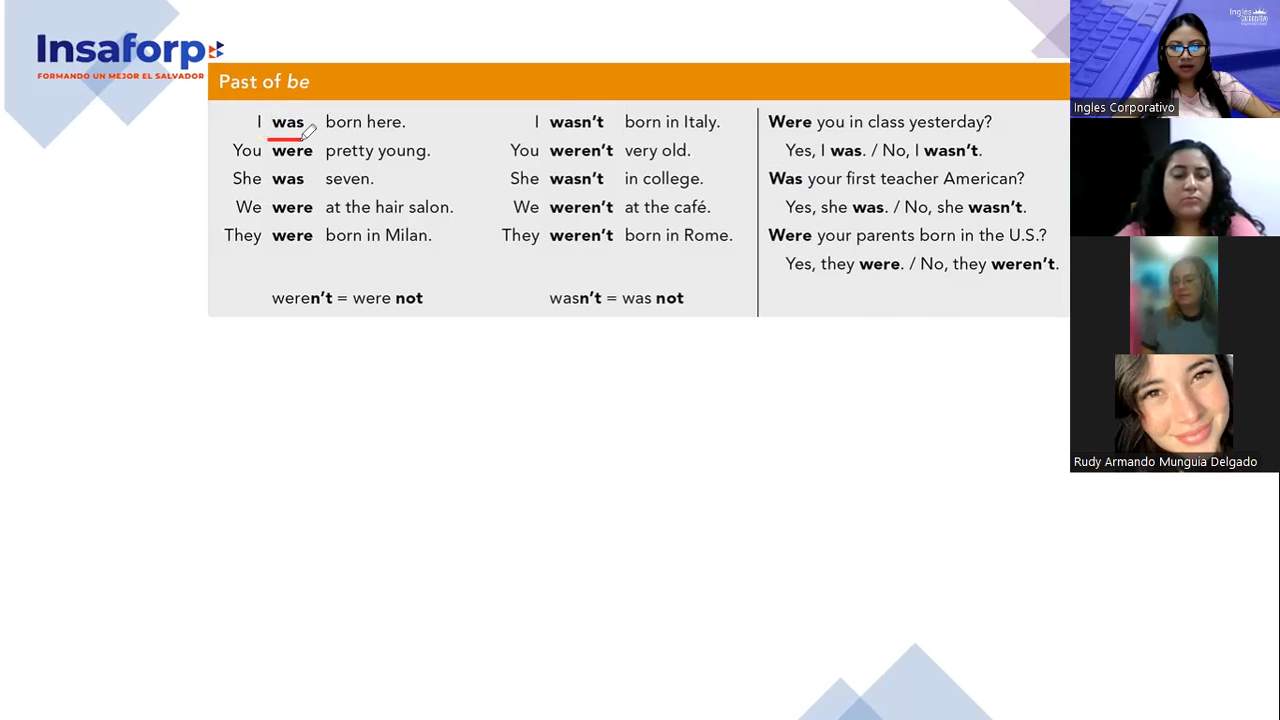 Insaforp
FORMANDO UN MEJOR EL SALVADOR
Past of be
I was born here.
You were pretty young.
She was seven.
We were at the hair salon.
They were born in Milan.
weren't = were not
I wasn't born in Italy.
You weren't very old.
She wasn't in college.
We weren't at the café.
They weren't born in Rome.
wasn't = was not
Were you in class yesterday?
Yes, I was. / No, I wasn't.
Was your first teacher American?
Yes, she was. / No, she wasn't.
Were your parents born in the U.S.?
Yes, they were. / No, they weren't.
Ingles
Ingles Corporativo
Rudy Armando Munguia Delgado